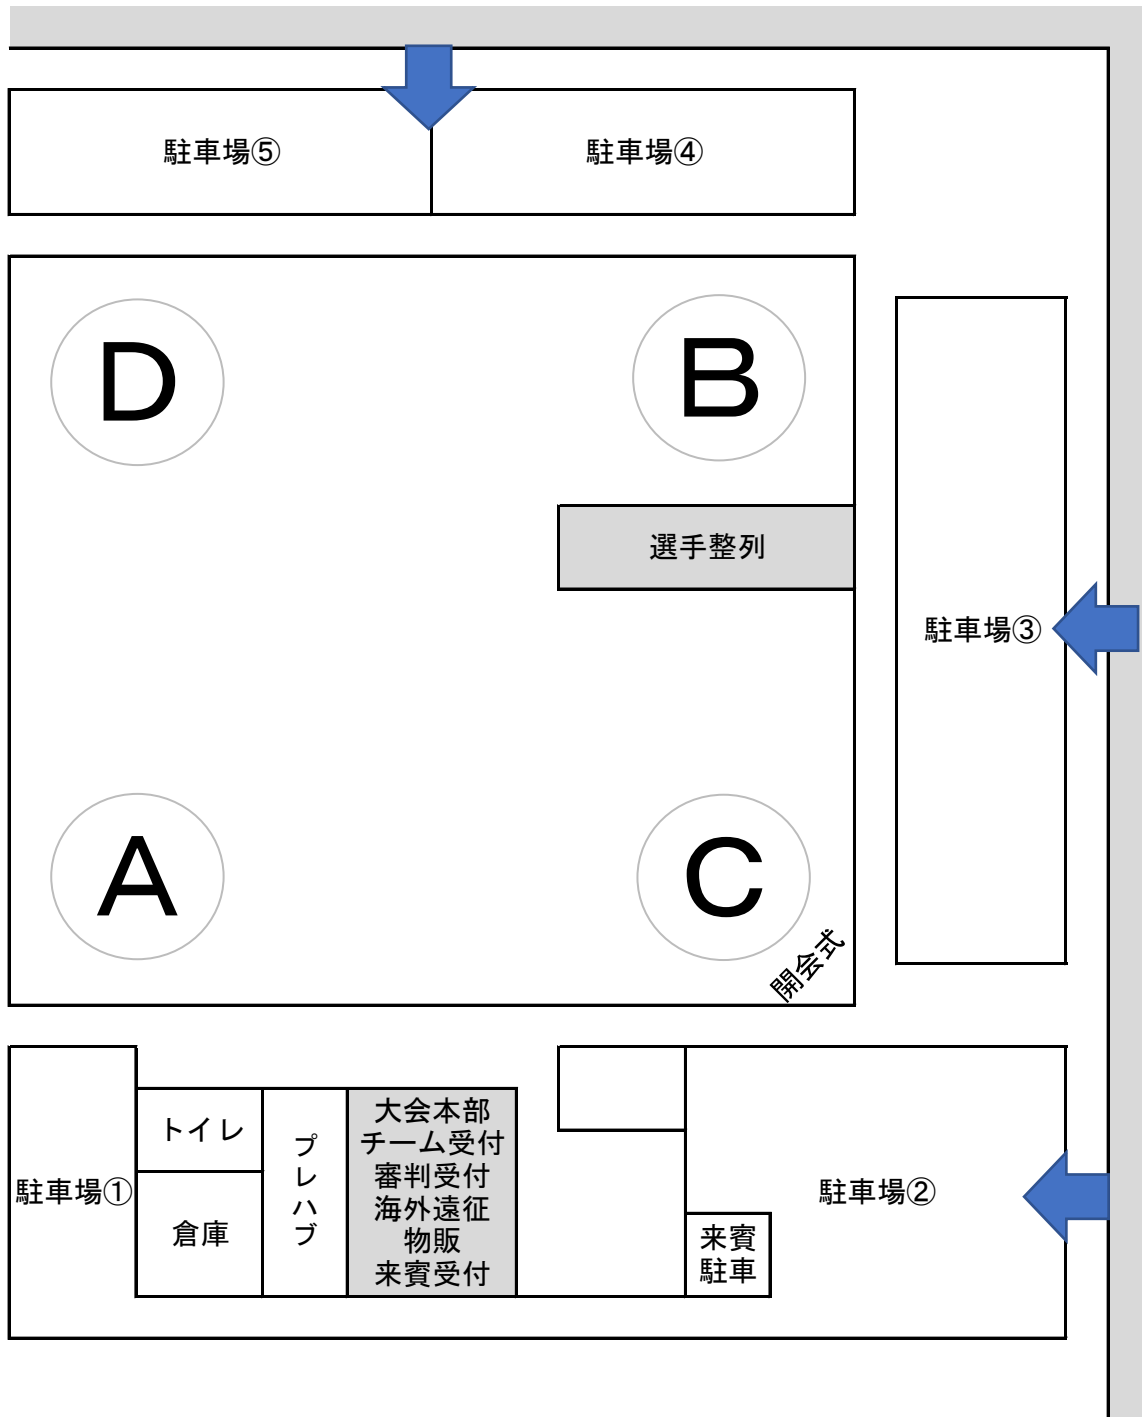 駐車場⑤
駐車場④
D
B
選手整列
駐車場③
A
C
開会式
駐車場①
トイレ
倉庫
プレハブ
大会本部
チーム受付
審判受付
海外遠征
物販
来賓受付
駐車場②
来賓
駐車